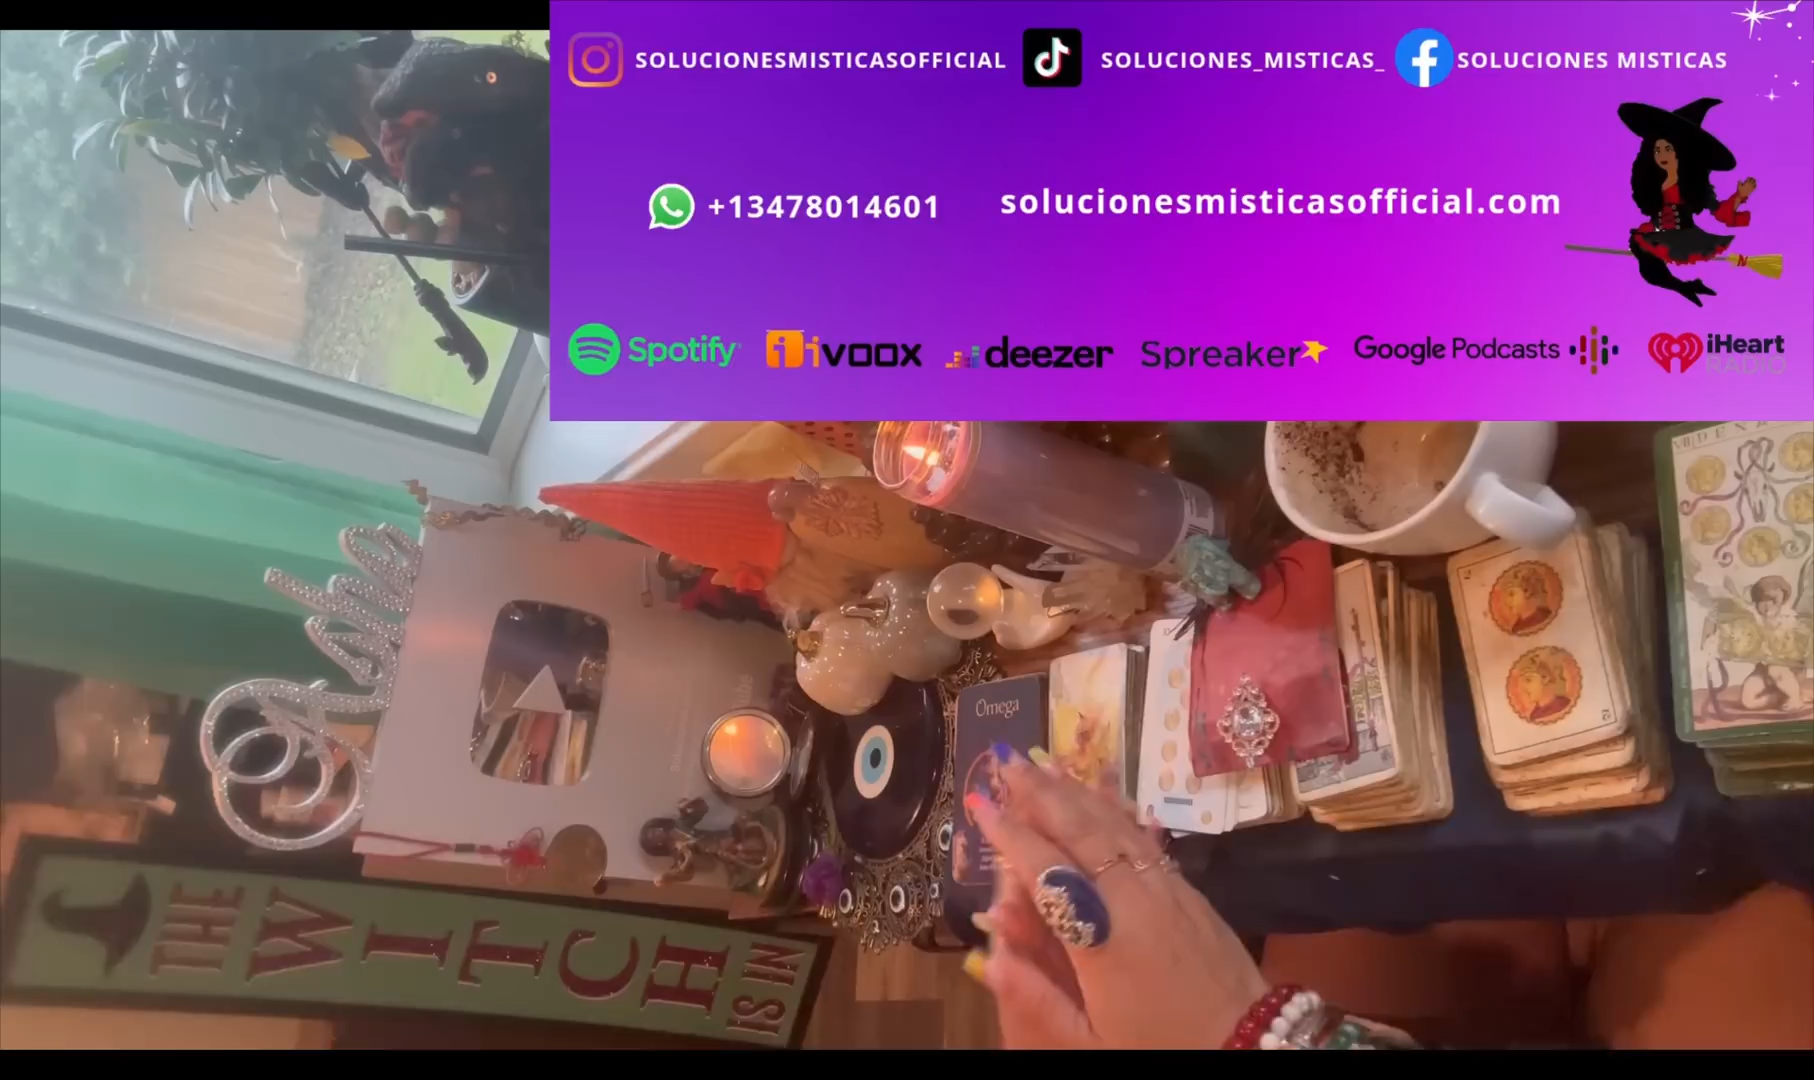 SOLUCIONESMISTICASOFFICIAL
SOLUCIONES_MISTICAS_
SOLUCIONES MISTICAS
+13478014601
solucionesmisticasofficial.com
Spotify
ivoox
deezer
Spreaker
Google Podcasts
iHeart
RADIO
Omega
THE
WITCH
IS IN